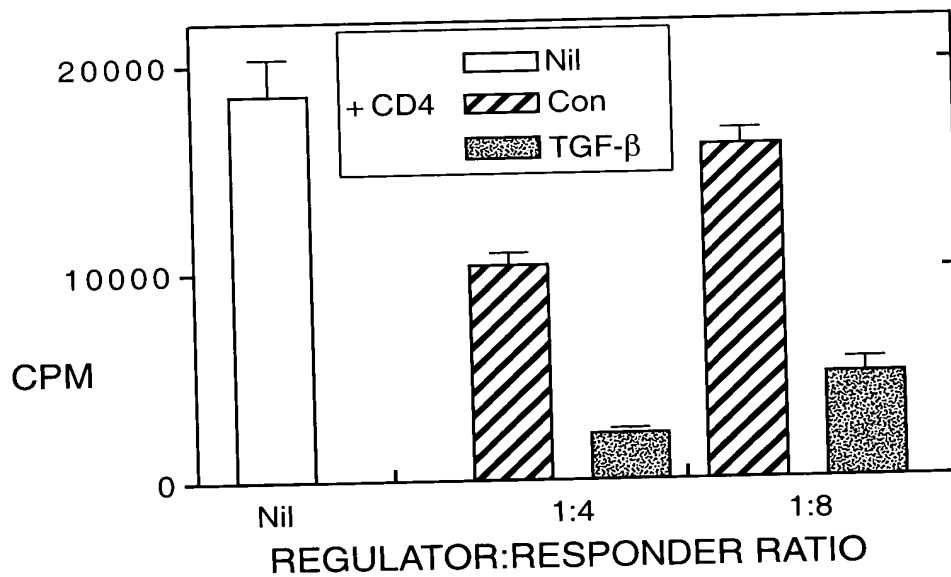 20000
10000
0
CPM
+ CD4
Nil
Con
TGF-β
Nil
1:4
1:8
REGULATOR:RESPONDER RATIO